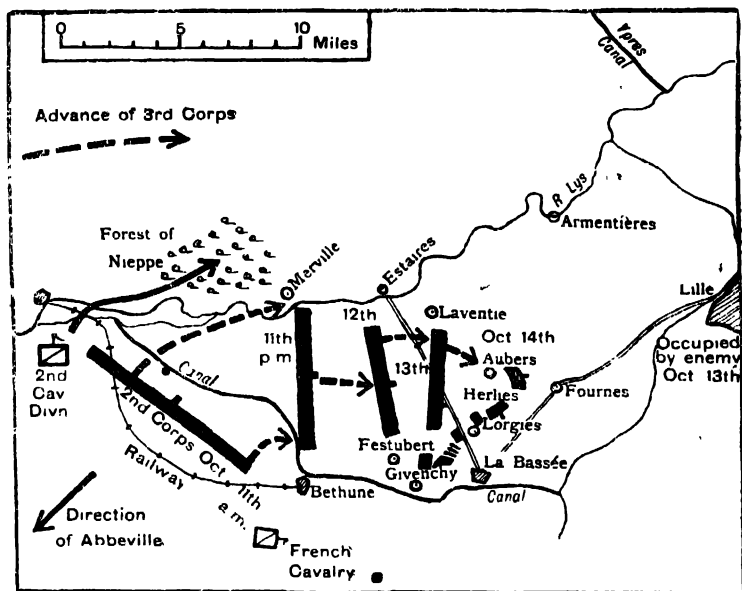 0 5 10
Miles
Ypres
Canal
Advance of 3rd Corps
R Lys
Armentières
Forest of
Nieppe
Merville
Estaires
Lille
12th
Laventie
11th
p m
Oct 14th
Occupied
by enemy
Oct 13th
13th
Aubers
2nd
Cav
Divn
Canal
Herlies
Fournes
2nd Corps Oct 11th
a.m.
Lorgies
Festubert
La Bassée
Givenchy
Railway
Bethune
Canal
Direction
of Abbeville
French
Cavalry